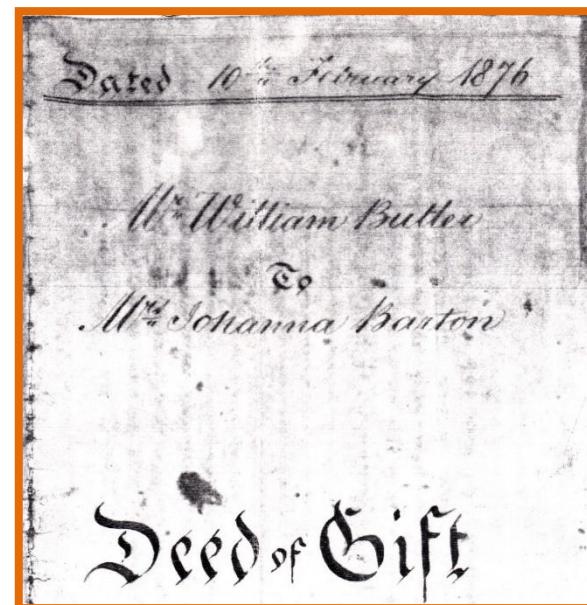 Dated 10th February 1876
Mr William Butler
To
Mrs Johanna Barton
Deed of Gift